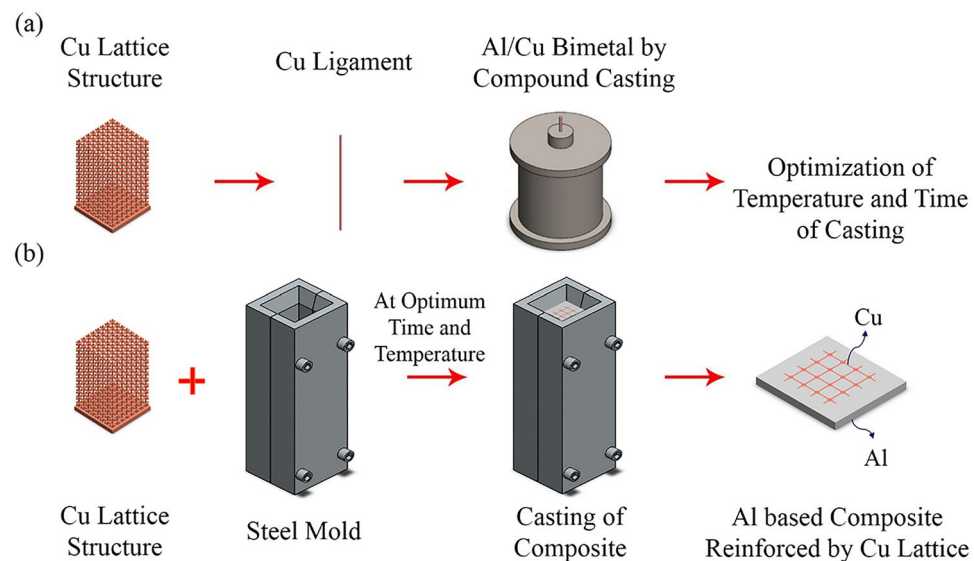 (a)
Cu Lattice
Structure
Cu Ligament
Al/Cu Bimetal by
Compound Casting
Optimization of
Temperature and Time
of Casting
(b)
At Optimum
Time and
Temperature
Cu
Al
Cu Lattice
Structure
Steel Mold
Casting of
Composite
Al based Composite
Reinforced by Cu Lattice